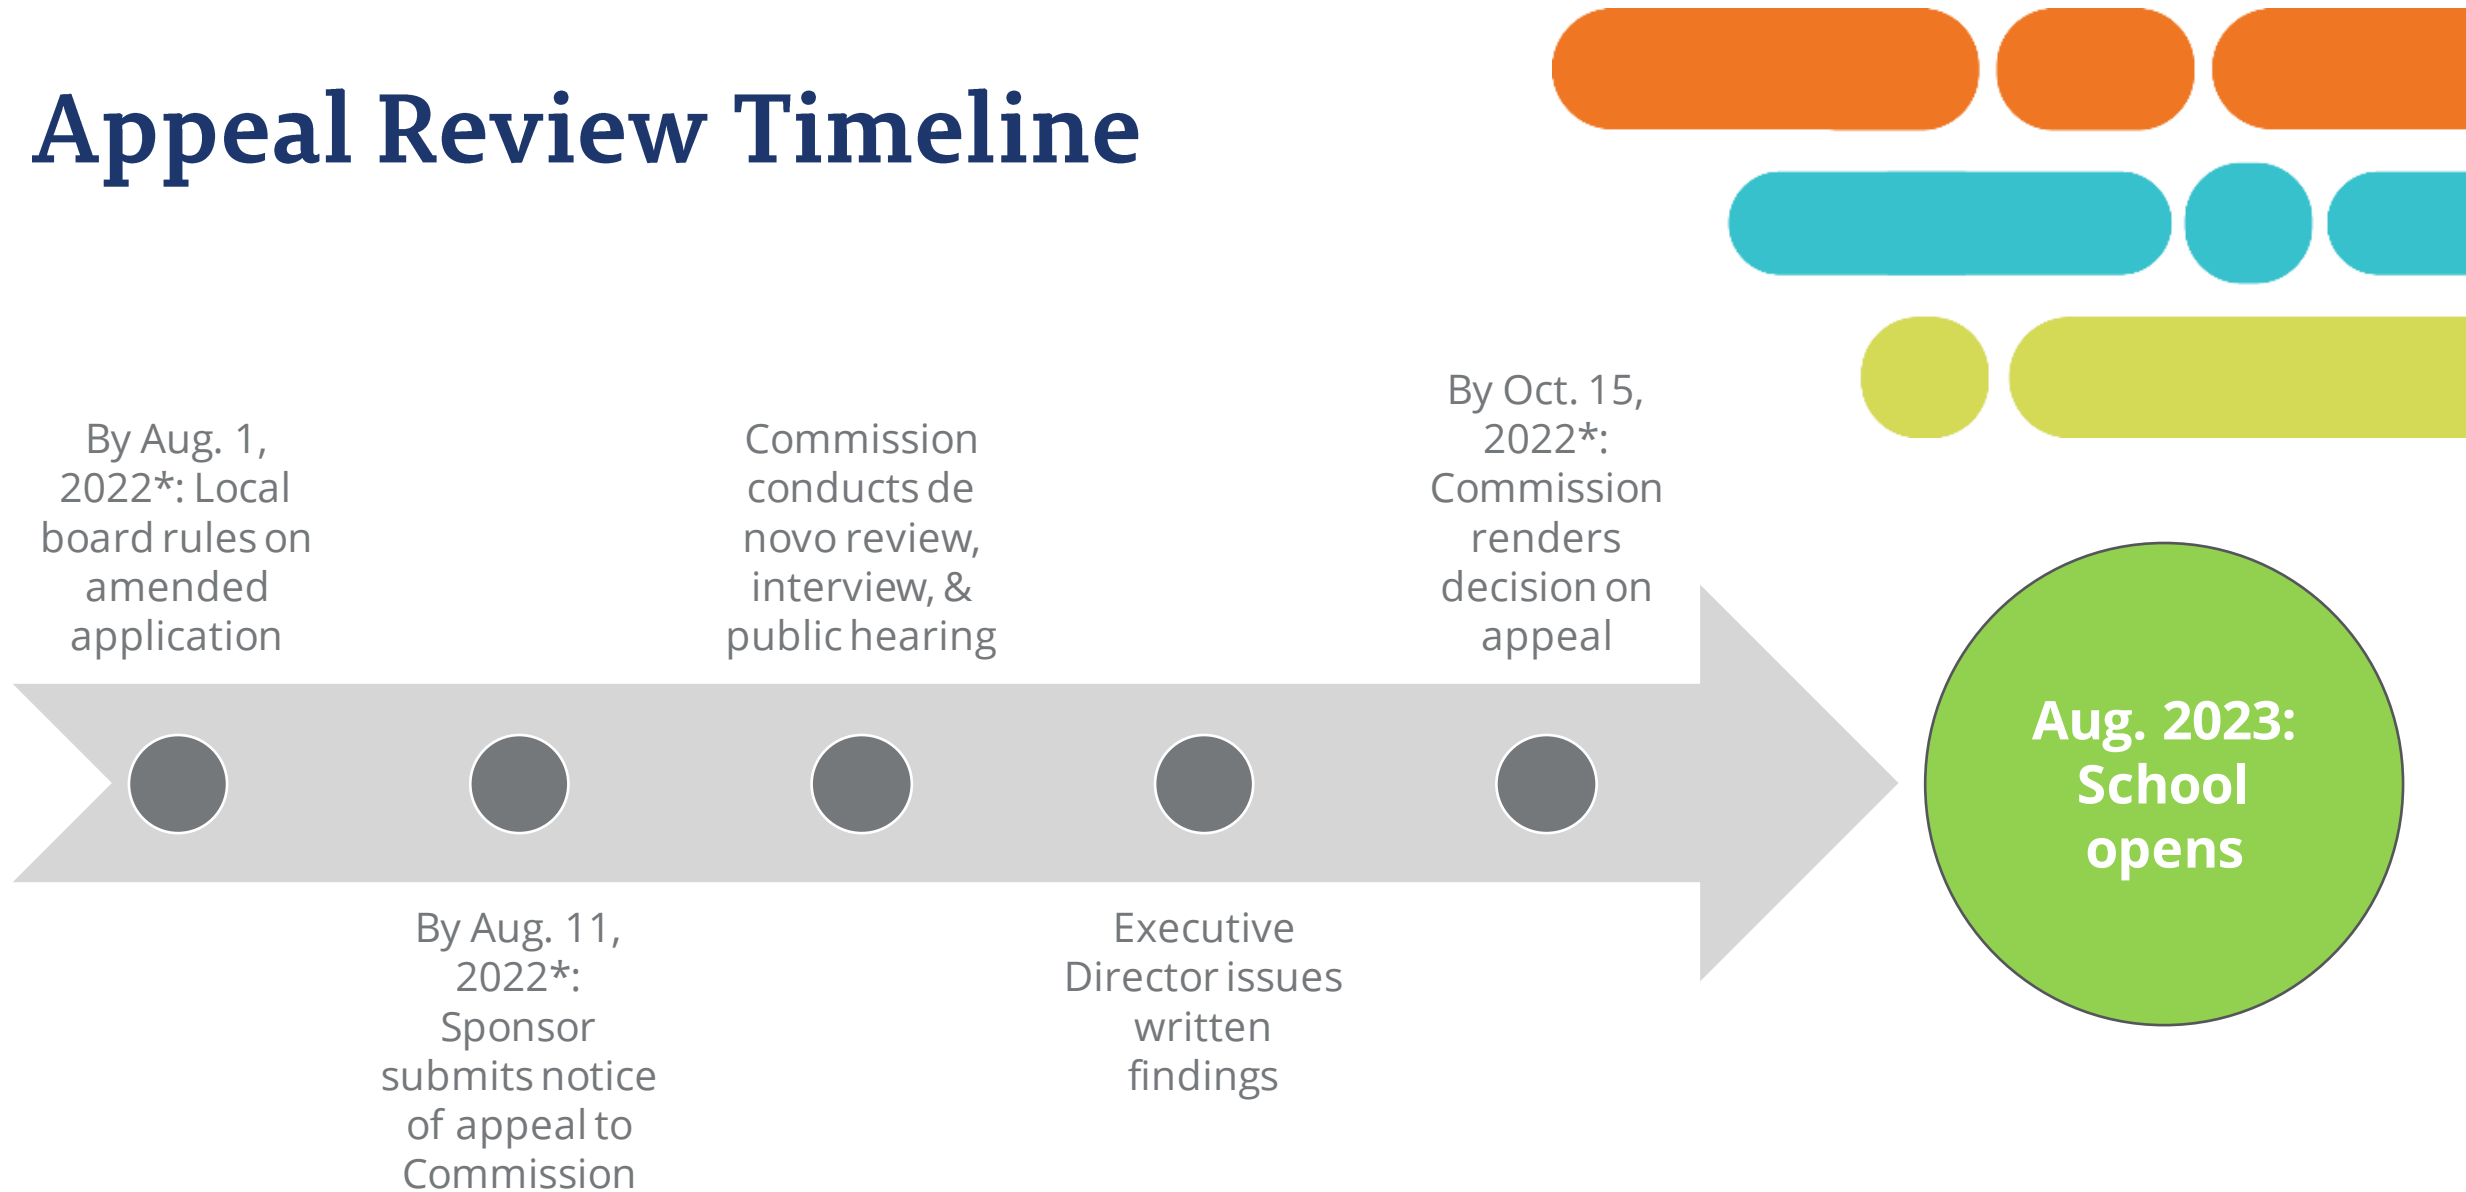 Appeal Review Timeline
By Aug. 1,
2022*: Local
board rules on
amended
application
By Aug. 11,
2022*:
Sponsor
submits notice
of appeal to
Commission
Commission
conducts de
novo review,
interview, &
public hearing
Executive
Director issues
written
findings
By Oct. 15,
2022*:
Commission
renders
decision on
appeal
Aug. 2023:
School
opens